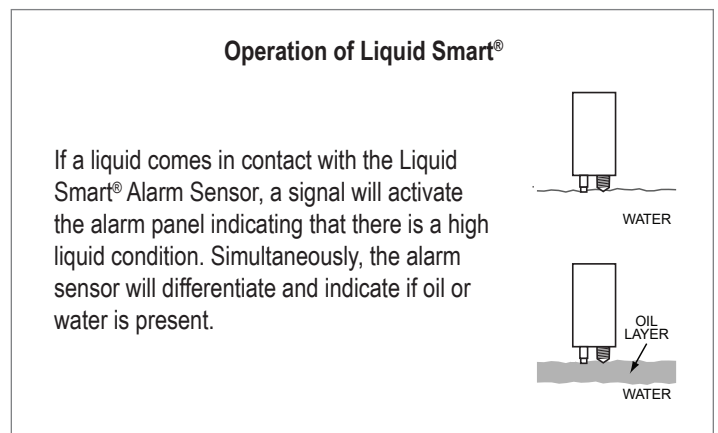 Operation of Liquid Smart®
If a liquid comes in contact with the Liquid
Smart® Alarm Sensor, a signal will activate
the alarm panel indicating that there is a high
liquid condition. Simultaneously, the alarm
sensor will differentiate and indicate if oil or
water is present.
WATER
OIL
LAYER
WATER